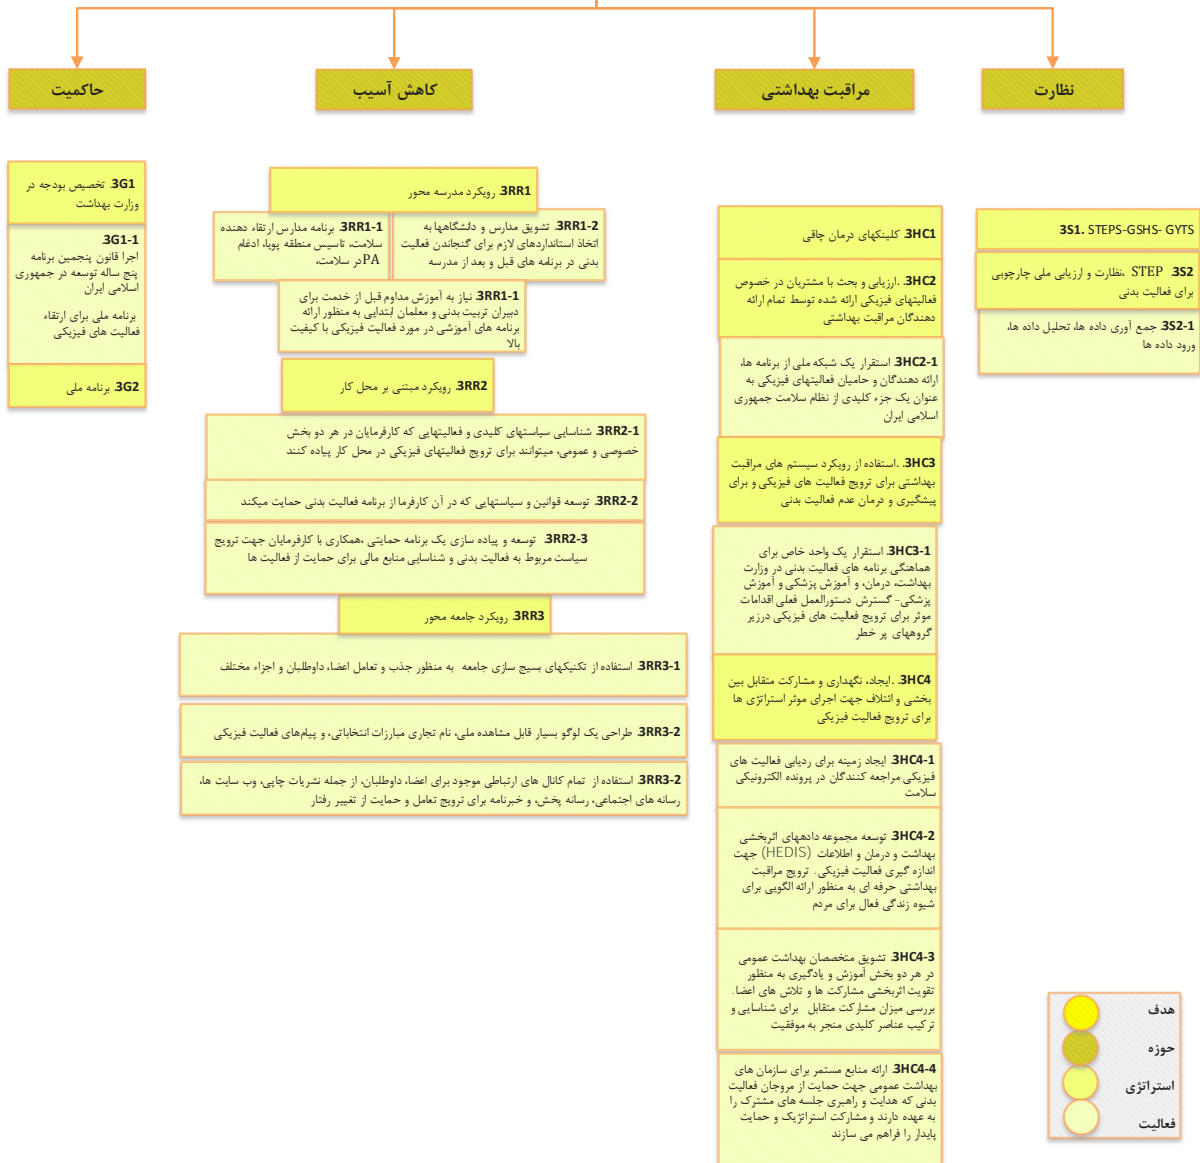 نظارت
مراقبت بهداشتی
کاهش آسیب
حاکمیت
3S1. STEPS-GSHS- GYTS
3S2. STEP ،نظارت و ارزیابی ملی چارچوبی
برای فعالیت بدنی
3S2-1. جمع آوری داده ها، تحلیل داده ها،
ورود داده ها
3HC1. کلینکهای درمان چاقی
3HC2. .ارزیابی و بحث با مشتریان در خصوص
فعالیتهای فیزیکی ارائه شده توسط تمام ارائه
دهندگان مراقبت بهداشتی
3HC2-1. استقرار یک شبکه ملی از برنامه ها،
ارائه دهندگان و حامیان فعالیتهای فیزیکی به
عنوان یک جزء کلیدی از نظام سلامت جمهوری
اسلامی ایران
3HC3. .استفاده از رویکرد سیستم های مراقبت
بهداشتی برای ترویج فعالیت های فیزیکی و برای
پیشگیری و درمان عدم فعالیت بدنی
3HC3-1. استقرار یک واحد خاص برای
هماهنگی برنامه های فعالیت بدنی در وزارت
بهداشت، درمان، و آموزش پزشکی و آموزش
پزشکی- گسترش دستورالعمل فعلی اقدامات
موثر برای ترویج فعالیت های فیزیکی درزیر
گروههای پر خطر
3HC4. .ایجاد، نگهداری و مشارکت متقابل بین
بخشی و ائتلاف جهت اجرای موثر استراتژی ها
برای ترویج فعالیت فیزیکی
3HC4-1. ایجاد زمینه برای ردیابی فعالیت های
فیزیکی مراجعه کنندگان در پرونده الکترونیکی
سلامت
3HC4-2. توسعه مجموعه دادههای اثربخشی
بهداشت و درمان و اطلاعات (HEDIS) جهت
اندازه گیری فعالیت فیزیکی. ترویج مراقبت
بهداشتی حرفه ای به منظور ارائه الگویی برای
شیوه زندگی فعال برای مردم
3HC4-3. تشویق متخصصان بهداشت عمومی
در هر دو بخش آموزش و یادگیری به منظور
تقویت اثربخشی مشارکت ها و تلاش های اعضا.
بررسی میزان مشارکت متقابل برای شناسایی و
ترکیب عناصر کلیدی منجر به موفقیت
3HC4-4. ارائه منابع مستمر برای سازمان های
بهداشت عمومی جهت حمایت از مروجان فعالیت
بدنی که هدایت و راهبری جلسه های مشترک را
به عهده دارند و مشارکت استراتژیک و حمایت
پایدار را فراهم می سازند
3RR1. رویکرد مدرسه محور
3RR1-2. تشویق مدارس و دانشگاهها به
اتخاذ استانداردهای لازم برای گنجاندن فعالیت
بدنی در برنامه های قبل و بعد از مدرسه
3RR1-1. برنامه مدارس ارتقاء دهنده
سلامت، تاسیس منطقه پویا، ادغام
PAدر سلامت،
3RR1-1. نیاز به آموزش مداوم قبل از خدمت برای
دبیران تربیت بدنی و معلمان ابتدایی به منظور ارائه
برنامه های آموزشی در مورد فعالیت فیزیکی با کیفیت
بالا
3RR2. رویکرد مبتنی بر محل کار
3RR2-1. شناسایی سیاستهای کلیدی و فعالیتهایی که کارفرمایان در هر دو بخش
خصوصی و عمومی، میتوانند برای ترویج فعالیتهای فیزیکی در محل کار پیاده کنند
3RR2-2. توسعه قوانین و سیاستهایی که در آن کارفرما از برنامه فعالیت بدنی حمایت میکند
3RR2-3. توسعه و پیاده سازی یک برنامه حمایتی ،همکاری با کارفرمایان جهت ترویج
سیاست مربوط به فعالیت بدنی و شناسایی منابع مالی برای حمایت از فعالیت ها
3RR3. رویکرد جامعه محور
3RR3-1. استفاده از تکنیکهای بسیج سازی جامعه به منظور جذب و تعامل اعضا، داوطلبان و اجزاء مختلف
3RR3-2. طراحی یک لوگو بسیار قابل مشاهده ملی، نام تجاری مبارزات انتخاباتی، و پیام‌های فعالیت فیزیکی
3RR3-2. استفاده از تمام کانال های ارتباطی موجود برای اعضا، داوطلبان، از جمله نشریات چاپی، وب سایت ها،
رسانه های اجتماعی، رسانه پخش، و خبرنامه برای ترویج تعامل و حمایت از تغییر رفتار
3G1. تخصیص بودجه در
وزارت بهداشت
3G1-1.
اجرا قانون پنجمین برنامه
پنج ساله توسعه در جمهوری
اسلامی ایران
برنامه ملی برای ارتقاء
فعالیت های فیزیکی
3G2. برنامه ملی
هدف
حوزه
استراتژی
فعالیت